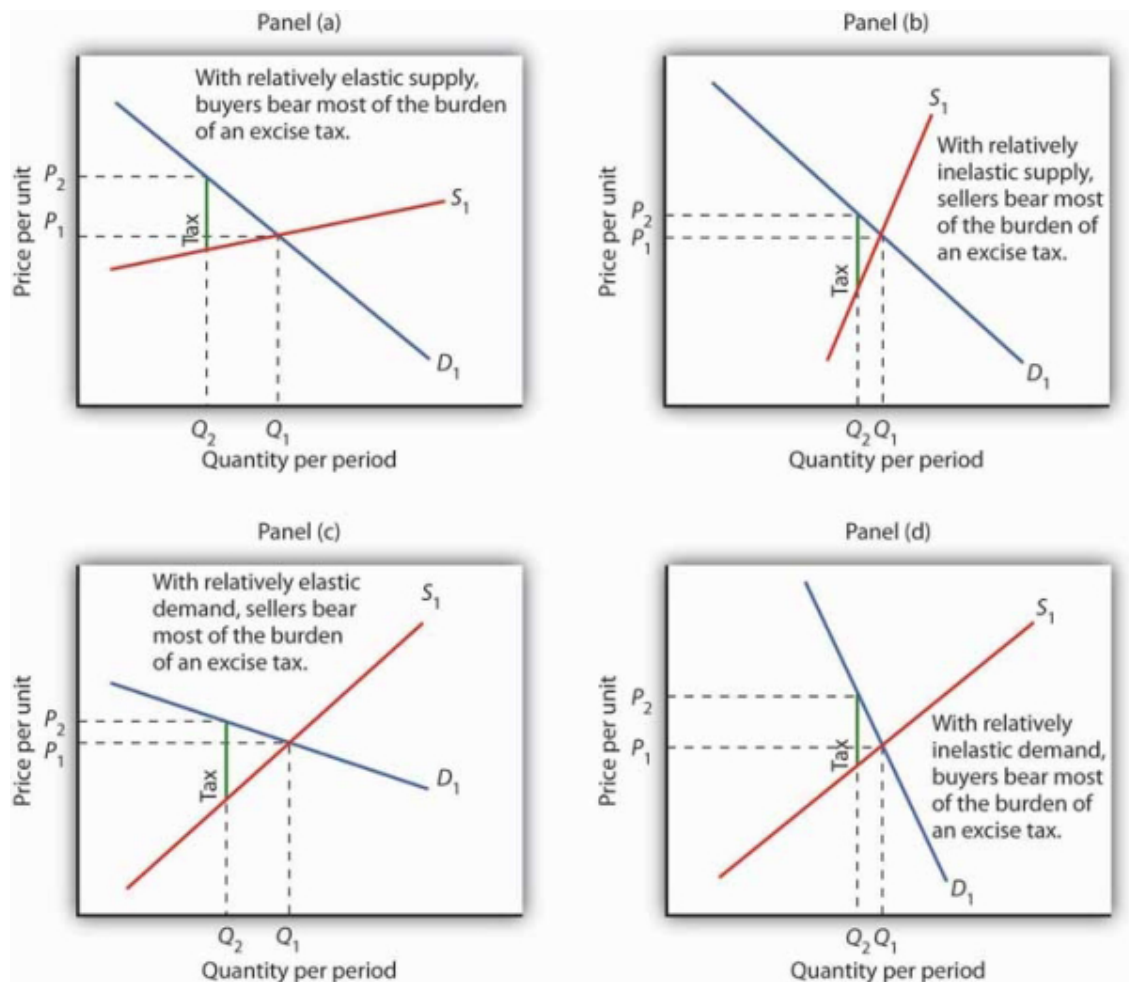 Panel (a)
With relatively elastic supply,
buyers bear most of the burden
of an excise tax.
Price per unit
P2
P1
Tax
S1
D1
Q2 Q1
Quantity per period
Panel (b)
S1
With relatively
inelastic supply,
sellers bear most
of the burden of
an excise tax.
Price per unit
P2
P1
Tax
D1
Q2 Q1
Quantity per period
Panel (c)
With relatively elastic
demand, sellers bear
most of the burden
of an excise tax.
S1
Price per unit
P2
P1
Tax
D1
Q2 Q1
Quantity per period
Panel (d)
S1
Price per unit
P2
P1
Tax
With relatively
inelastic demand,
buyers bear most
of the burden of
an excise tax.
D1
Q2 Q1
Quantity per period